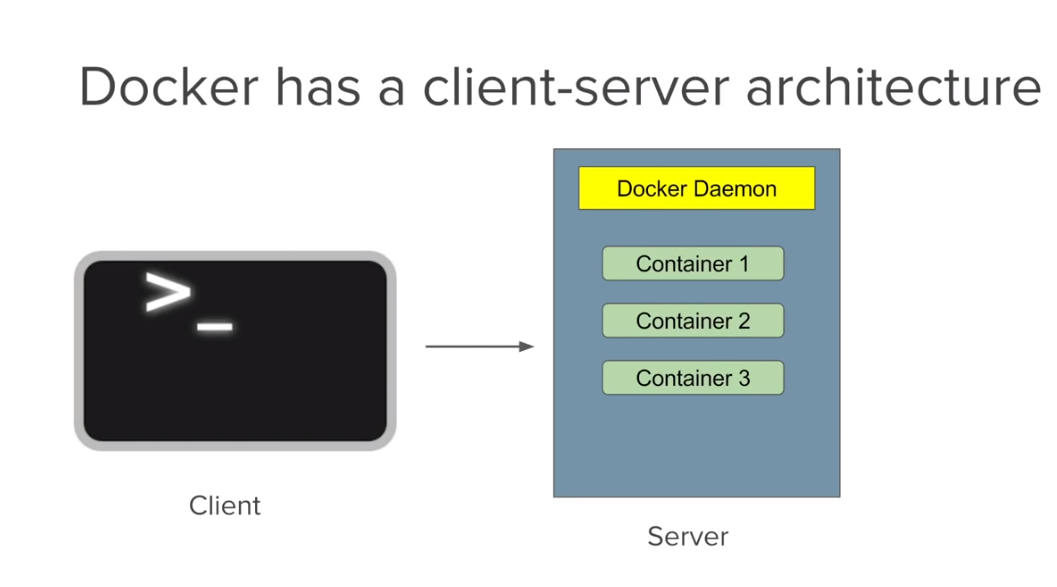 Docker has a client-server architecture
Docker Daemon
Container 1
Container 2
Container 3
>_
Client
Server